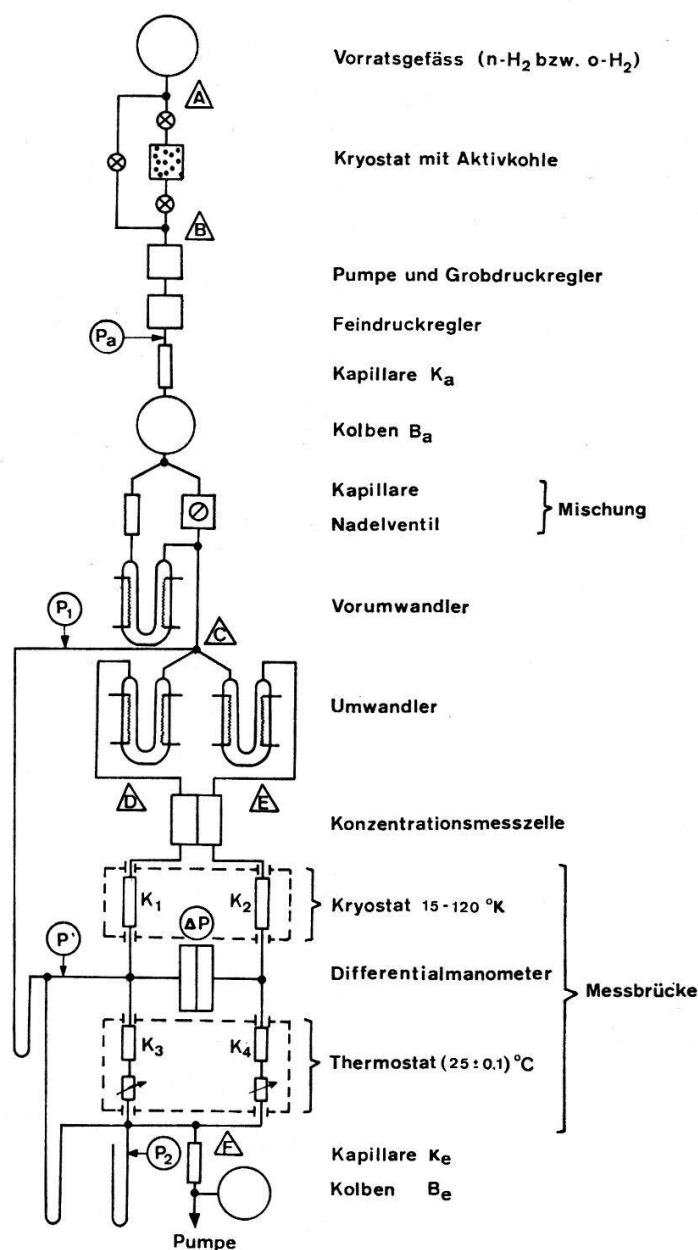 Vorratsgefäss (n-H₂ bzw. o-H₂)
A
Kryostat mit Aktivkohle
B
Pumpe und Grobdruckregler
Feindruckregler
Pa
Kapillare Ka
Kolben Ba
Kapillare
Nadelventil
Mischung
P₁
Vorumwandler
C
Umwandler
D
E
Konzentrationsmesszelle
K₁
K₂
Kryostat 15-120 °K
ΔP
P'
Differentialmanometer
Messbrücke
K₃
K₄
Thermostat (25±0.1) °C
P₂
F
Kapillare Ke
Kolben Be
Pumpe